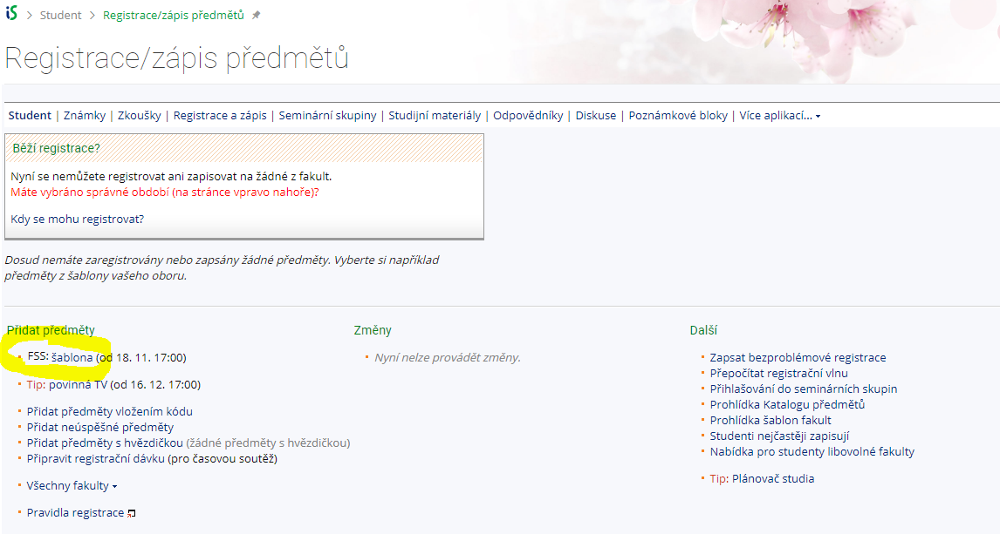 iS > Student > Registrace/zápis předmětů
Registrace/zápis předmětů
Student | Známky | Zkoušky | Registrace a zápis | Seminární skupiny | Studijní materiály | Odpovědníky | Diskuse | Poznámkové bloky | Více aplikací...
Běží registrace?
Nyní se nemůžete registrovat ani zapisovat na žádné z fakult.
Máte vybráno správné období (na stránce vpravo nahoře)?
Kdy se mohu registrovat?
Dosud nemáte zaregistrovány nebo zapsány žádné předměty. Vyberte si například
předměty z šablony vašeho oboru.
Přidat předměty
FSS: šablona (od 18. 11. 17:00)
Tip: povinná TV (od 16. 12. 17:00)
Přidat předměty vložením kódu
Přidat neúspěšné předměty
Přidat předměty s hvězdičkou (žádné předměty s hvězdičkou)
Připravit registrační dávku (pro časovou soutěž)
Všechny fakulty
Pravidla registrace
Změny
Nyní nelze provádět změny.
Další
Zapsat bezproblémové registrace
Přepočítat registrační vlnu
Přihlašování do seminárních skupin
Prohlídka Katalogu předmětů
Prohlídka šablon fakult
Studenti nejčastěji zapisují
Nabídka pro studenty libovolné fakulty
Tip: Plánovač studia